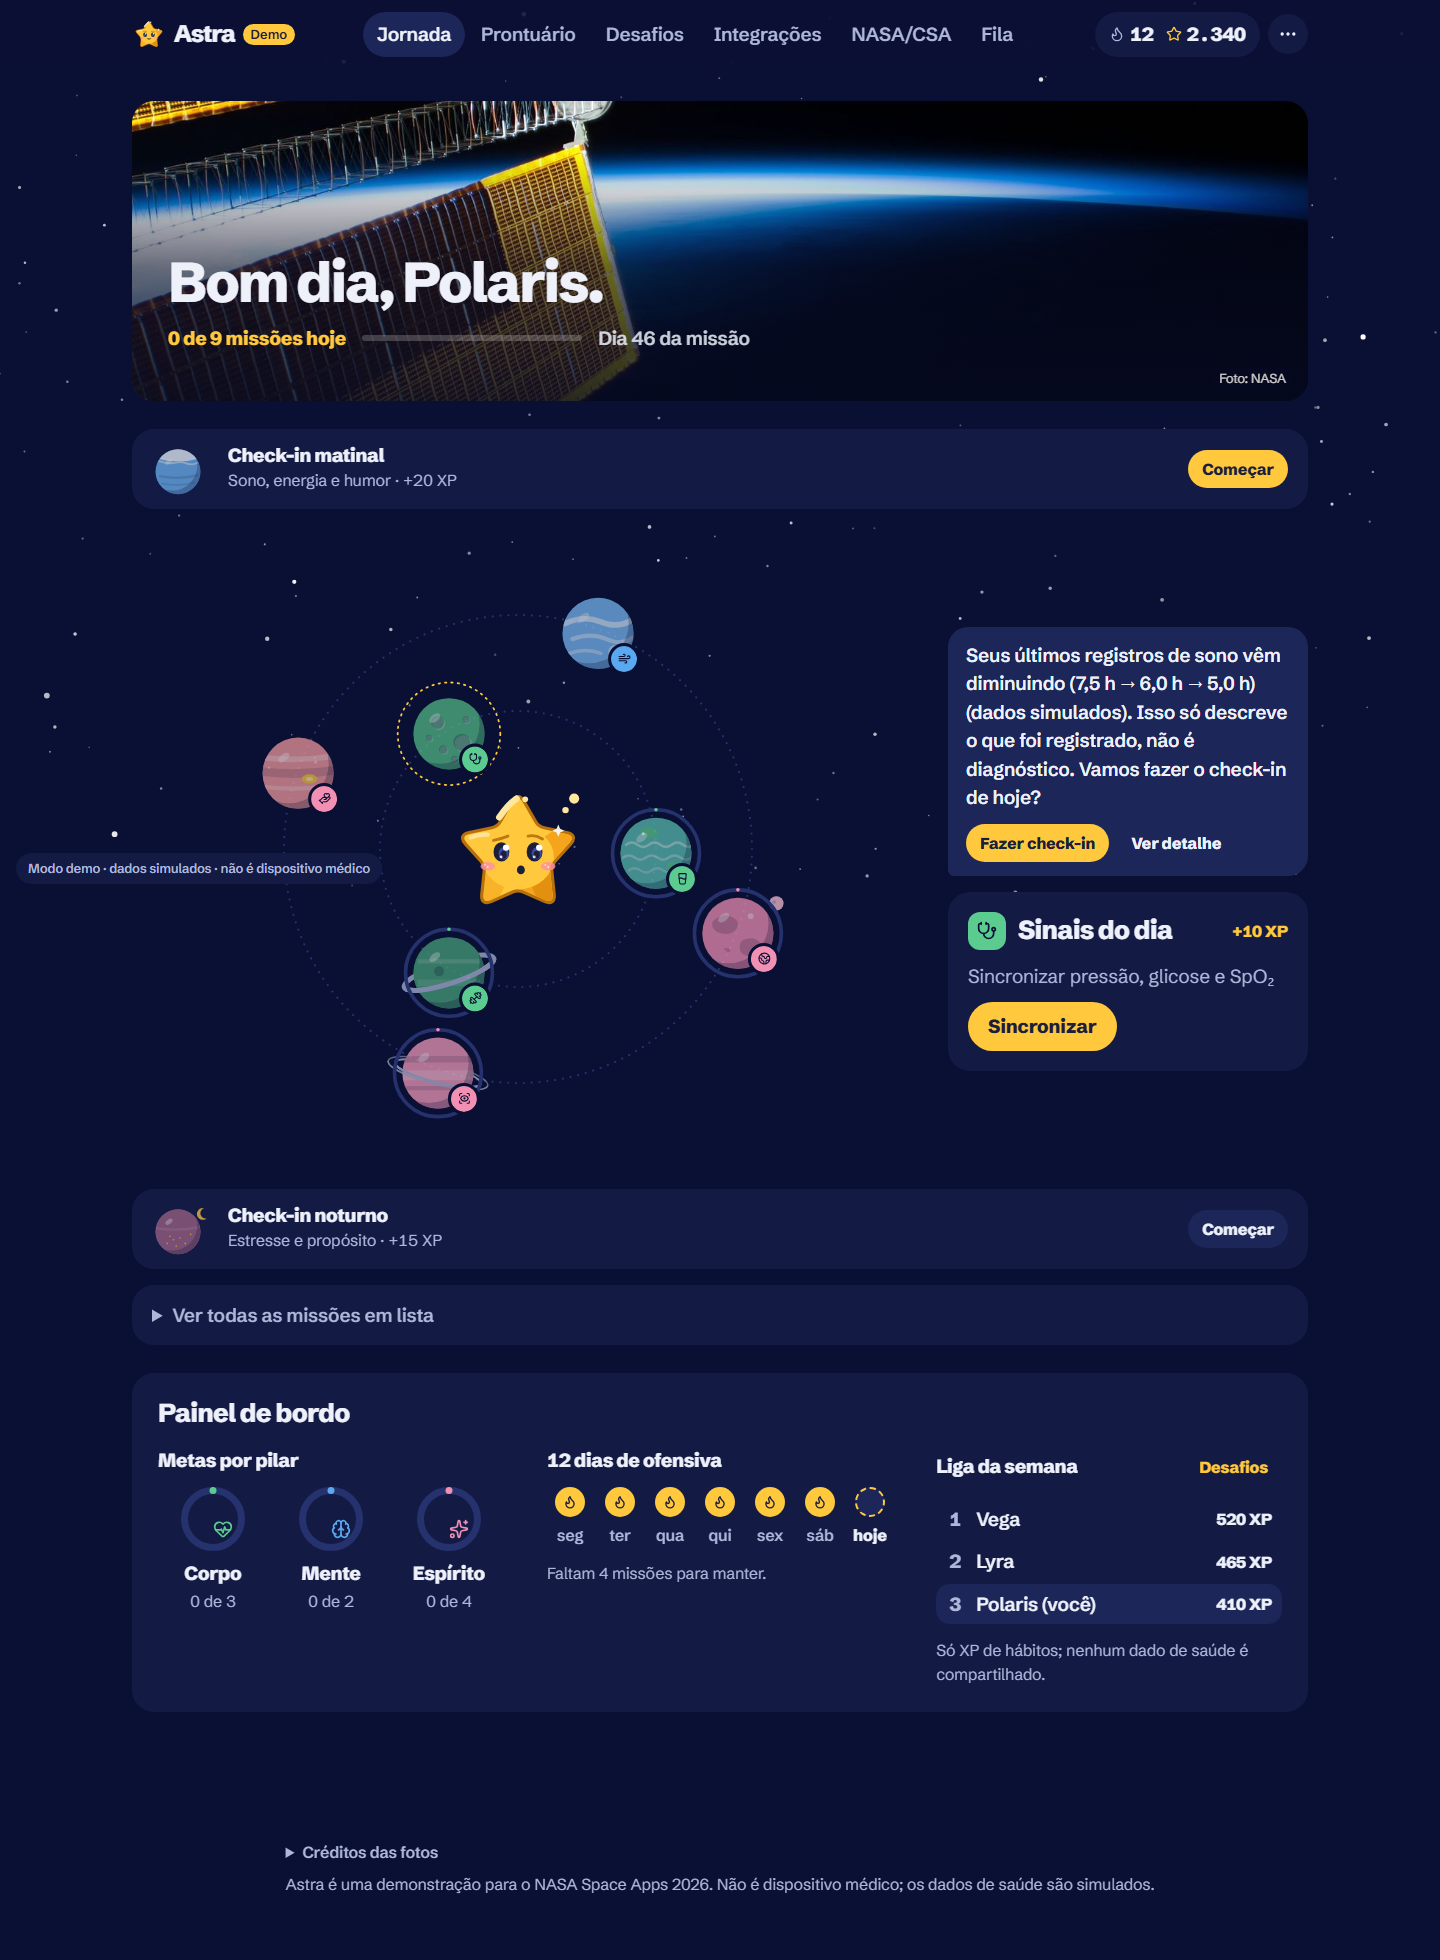 Astra Demo
Jornada Prontuário Desafios Integrações NASA/CSA Fila
12 2.340
Bom dia, Polaris.
0 de 9 missões hoje Dia 46 da missão
Foto: NASA
Check-in matinal
Sono, energia e humor · +20 XP
Começar
Seus últimos registros de sono vêm
diminuindo (7,5 h → 6,0 h → 5,0 h)
(dados simulados). Isso só descreve
o que foi registrado, não é
diagnóstico. Vamos fazer o check-in
de hoje?
Fazer check-in Ver detalhe
Modo demo · dados simulados · não é dispositivo médico
Sinais do dia +10 XP
Sincronizar pressão, glicose e SpO₂
Sincronizar
Check-in noturno
Estresse e propósito · +15 XP
Começar
Ver todas as missões em lista
Painel de bordo
Metas por pilar
Corpo Mente Espírito
0 de 3 0 de 2 0 de 4
12 dias de ofensiva
seg ter qua qui sex sáb hoje
Faltam 4 missões para manter.
Liga da semana Desafios
1 Vega 520 XP
2 Lyra 465 XP
3 Polaris (você) 410 XP
Só XP de hábitos; nenhum dado de saúde é
compartilhado.
Créditos das fotos
Astra é uma demonstração para o NASA Space Apps 2026. Não é dispositivo médico; os dados de saúde são simulados.